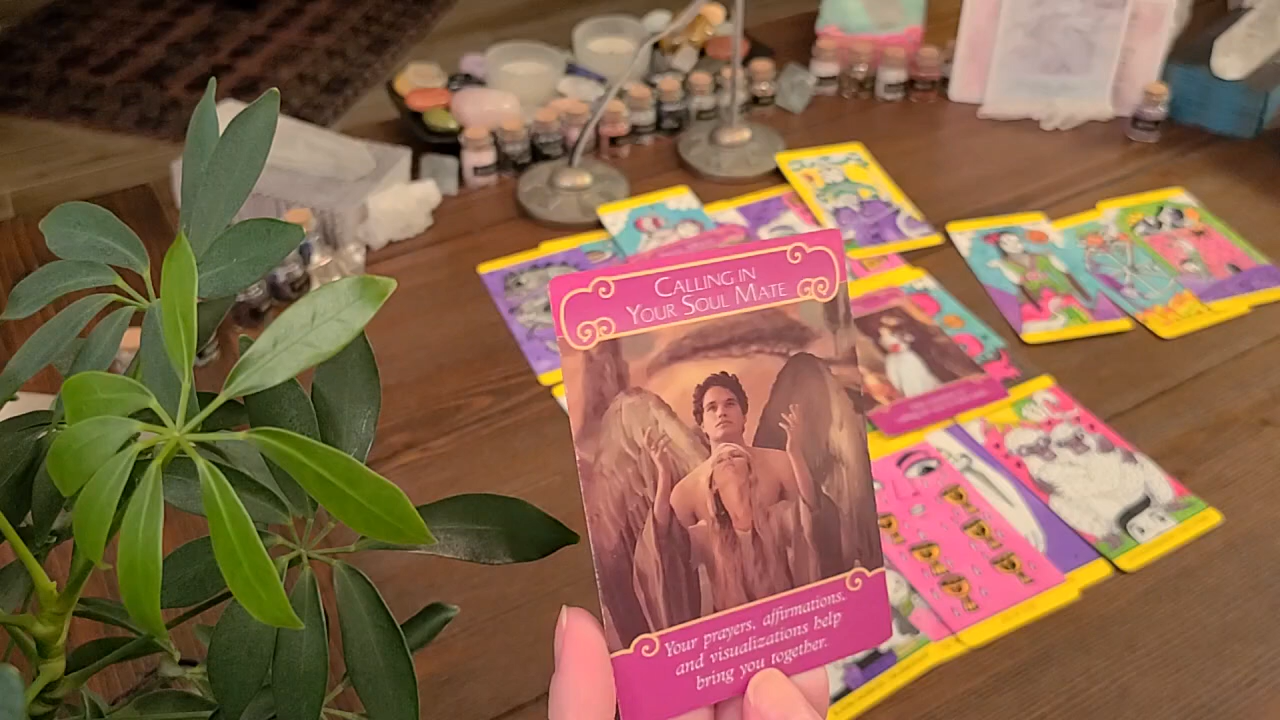 CALLING IN
YOUR SOUL MATE
Your prayers, affirmations,
and visualizations help
bring you together.